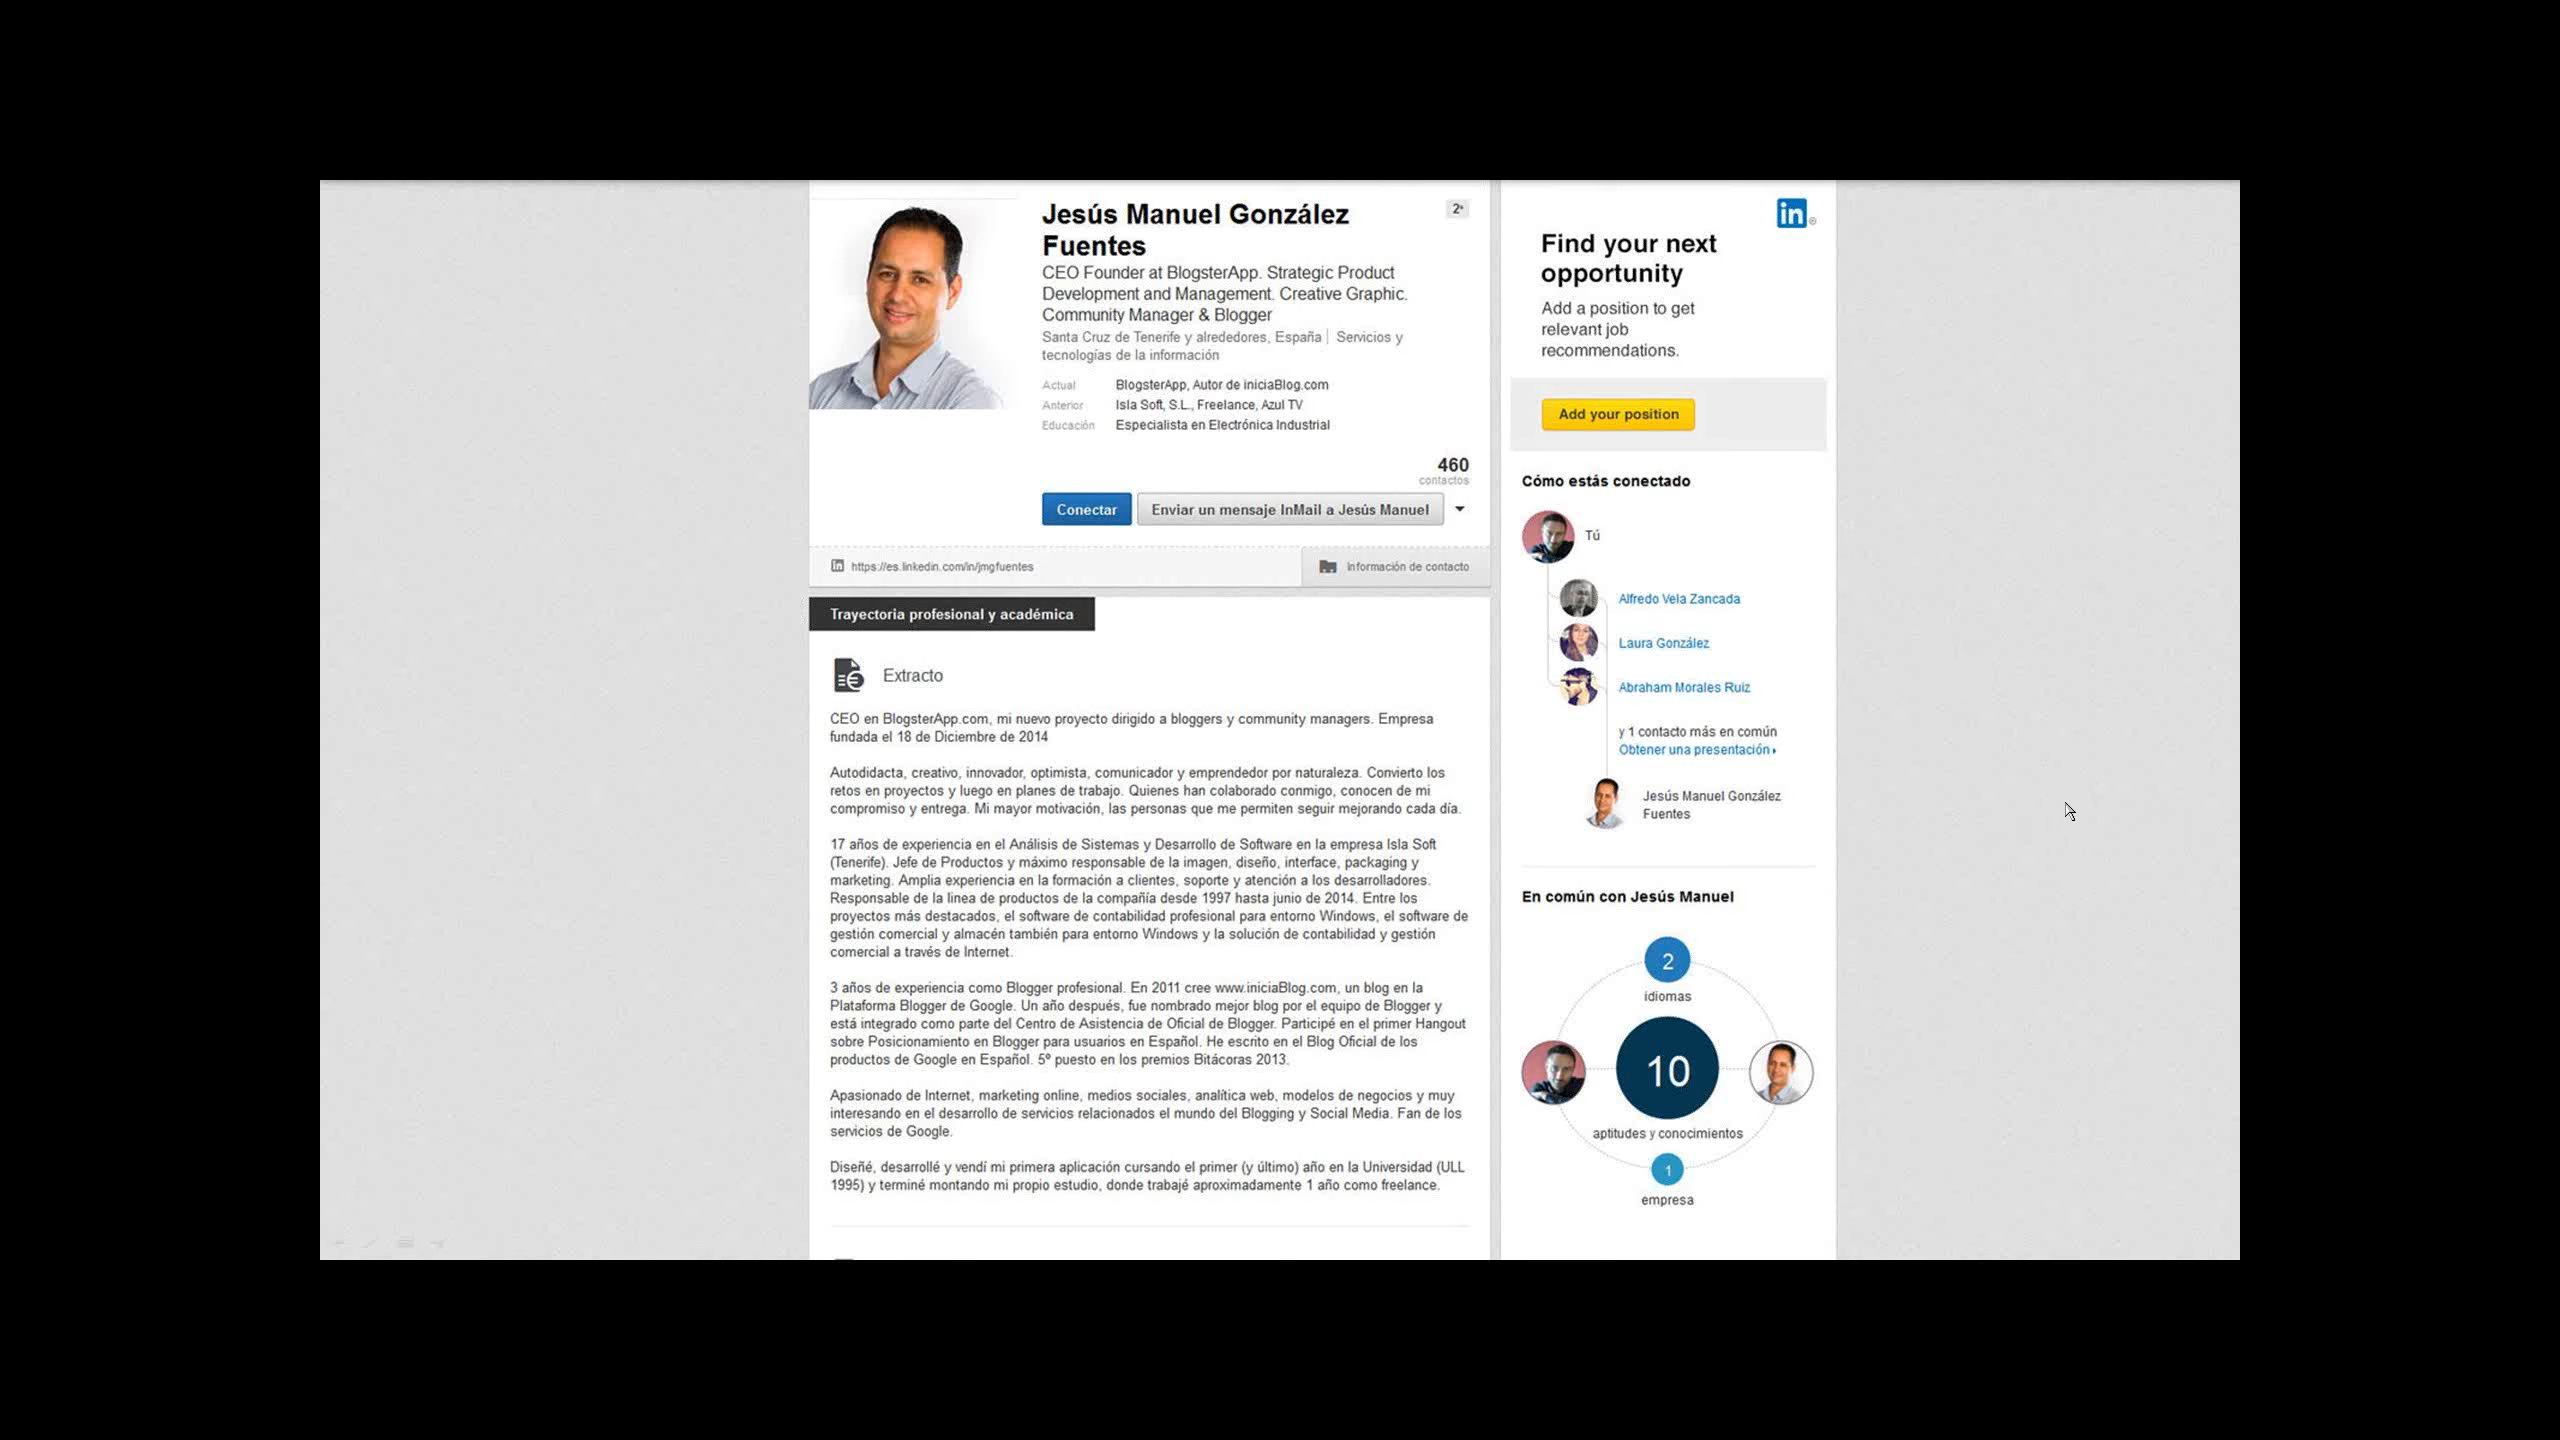 Jesús Manuel González
Fuentes
2º
CEO Founder at BlogsterApp. Strategic Product
Development and Management. Creative Graphic.
Community Manager & Blogger
Santa Cruz de Tenerife y alrededores, España | Servicios y
tecnologías de la información
Actual BlogsterApp, Autor de iniciaBlog.com
Anterior Isla Soft, S.L., Freelance, Azul TV
Educación Especialista en Electrónica Industrial
460
contactos
Conectar
Enviar un mensaje InMail a Jesús Manuel
in https://es.linkedin.com/in/jmgfuentes
Información de contacto
Trayectoria profesional y académica
Extracto
CEO en BlogsterApp.com, mi nuevo proyecto dirigido a bloggers y community managers. Empresa
fundada el 18 de Diciembre de 2014
Autodidacta, creativo, innovador, optimista, comunicador y emprendedor por naturaleza. Convierto los
retos en proyectos y luego en planes de trabajo. Quienes han colaborado conmigo, conocen de mi
compromiso y entrega. Mi mayor motivación, las personas que me permiten seguir mejorando cada día.
17 años de experiencia en el Análisis de Sistemas y Desarrollo de Software en la empresa Isla Soft
(Tenerife). Jefe de Productos y máximo responsable de la imagen, diseño, interface, packaging y
marketing. Amplia experiencia en la formación a clientes, soporte y atención a los desarrolladores.
Responsable de la linea de productos de la compañía desde 1997 hasta junio de 2014. Entre los
proyectos más destacados, el software de contabilidad profesional para entorno Windows, el software de
gestión comercial y almacén también para entorno Windows y la solución de contabilidad y gestión
comercial a través de Internet.
3 años de experiencia como Blogger profesional. En 2011 cree www.iniciaBlog.com, un blog en la
Plataforma Blogger de Google. Un año después, fue nombrado mejor blog por el equipo de Blogger y
está integrado como parte del Centro de Asistencia de Oficial de Blogger. Participé en el primer Hangout
sobre Posicionamiento en Blogger para usuarios en Español. He escrito en el Blog Oficial de los
productos de Google en Español. 5º puesto en los premios Bitácoras 2013.
Apasionado de Internet, marketing online, medios sociales, analítica web, modelos de negocios y muy
interesando en el desarrollo de servicios relacionados el mundo del Blogging y Social Media. Fan de los
servicios de Google.
Diseñé, desarrollé y vendí mi primera aplicación cursando el primer (y último) año en la Universidad (ULL
1995) y terminé montando mi propio estudio, donde trabajé aproximadamente 1 año como freelance.
in ®
Find your next
opportunity
Add a position to get
relevant job
recommendations.
Add your position
Cómo estás conectado
Tú
Alfredo Vela Zancada
Laura González
Abraham Morales Ruiz
y 1 contacto más en común
Obtener una presentación
Jesús Manuel González
Fuentes
En común con Jesús Manuel
2
idiomas
10
aptitudes y conocimientos
1
empresa